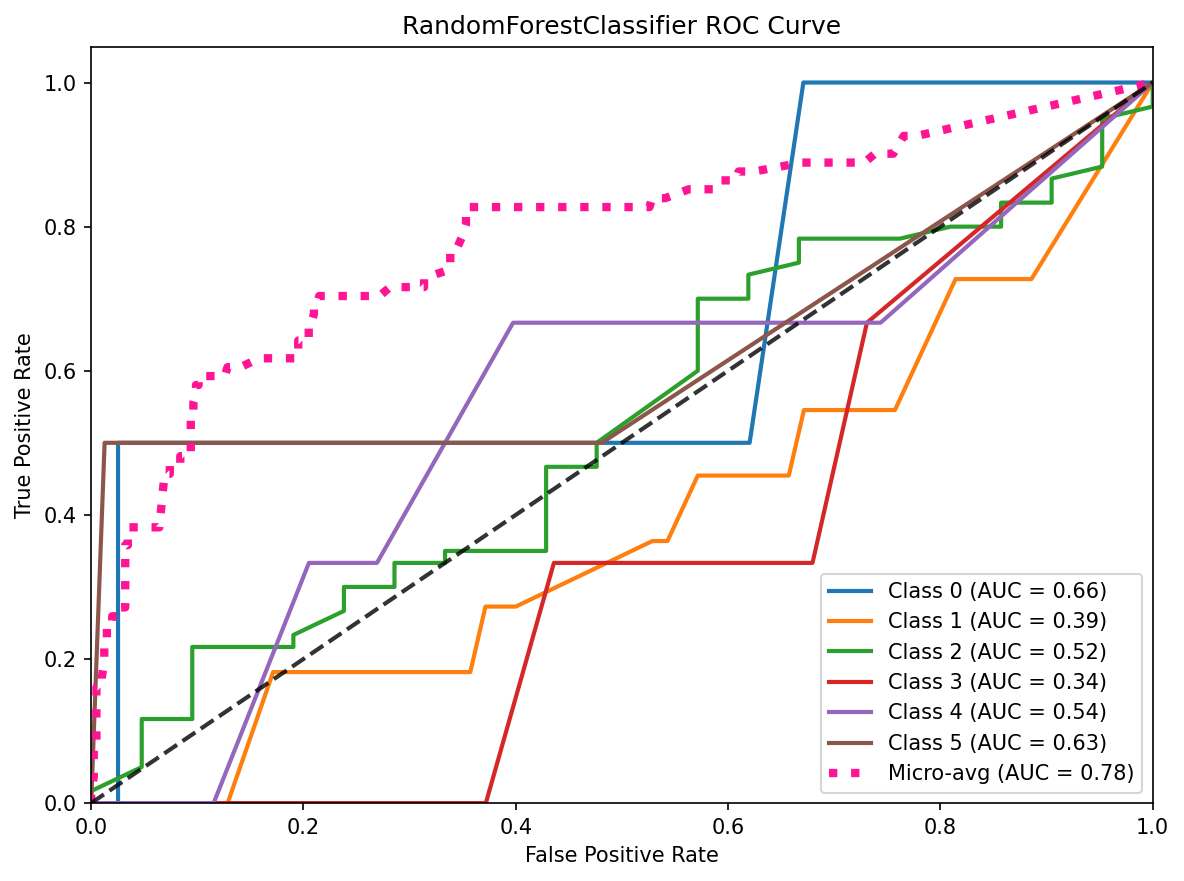 RandomForestClassifier ROC Curve
1.0
0.8
0.6
0.4
0.2
0.0
True Positive Rate
Class 0 (AUC = 0.66)
Class 1 (AUC = 0.39)
Class 2 (AUC = 0.52)
Class 3 (AUC = 0.34)
Class 4 (AUC = 0.54)
Class 5 (AUC = 0.63)
Micro-avg (AUC = 0.78)
0.0 0.2 0.4 0.6 0.8 1.0
False Positive Rate